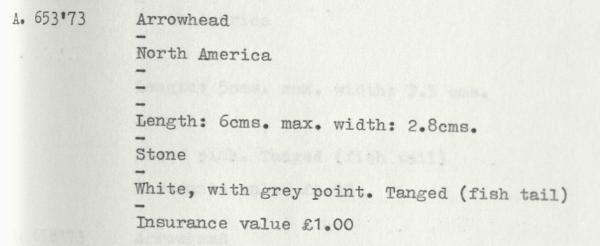 A. 653'73 Arrowhead
-
North America
-
-
-
Length: 6cms. max. width: 2.8cms.
-
Stone
-
White, with grey point. Tanged (fish tail)
-
Insurance value £1.00